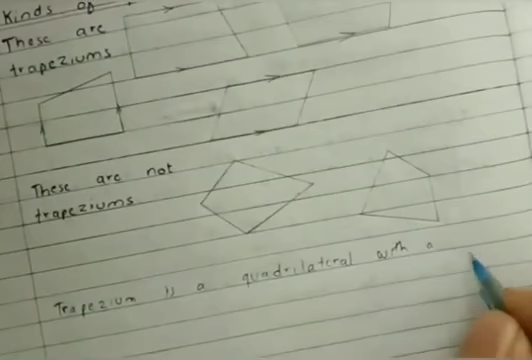 Kinds of
These are
trapeziums
These are not
trapeziums
Trapezium is a quadrilateral with a